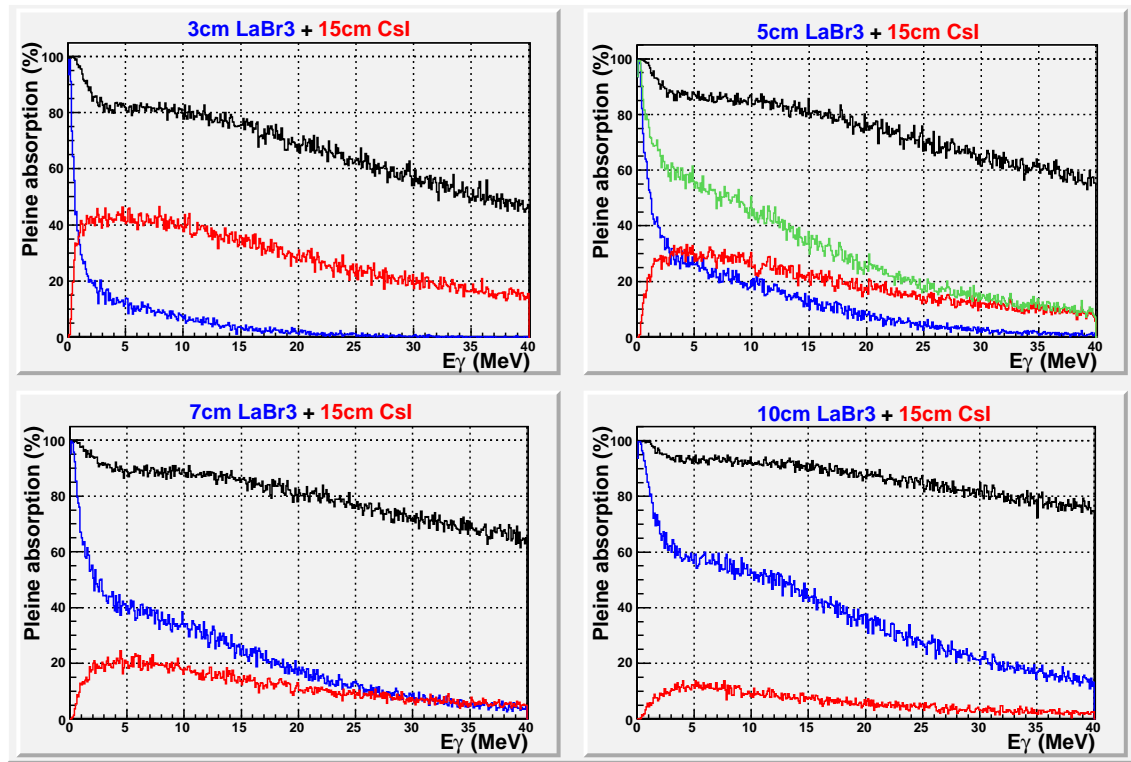 3cm LaBr3 + 15cm CsI
Pleine absorption (%)
100
80
60
40
20
0
0 5 10 15 20 25 30 35 40
Eγ (MeV)
5cm LaBr3 + 15cm CsI
Pleine absorption (%)
100
80
60
40
20
0
0 5 10 15 20 25 30 35 40
Eγ (MeV)
7cm LaBr3 + 15cm CsI
Pleine absorption (%)
100
80
60
40
20
0
0 5 10 15 20 25 30 35 40
Eγ (MeV)
10cm LaBr3 + 15cm CsI
Pleine absorption (%)
100
80
60
40
20
0
0 5 10 15 20 25 30 35 40
Eγ (MeV)